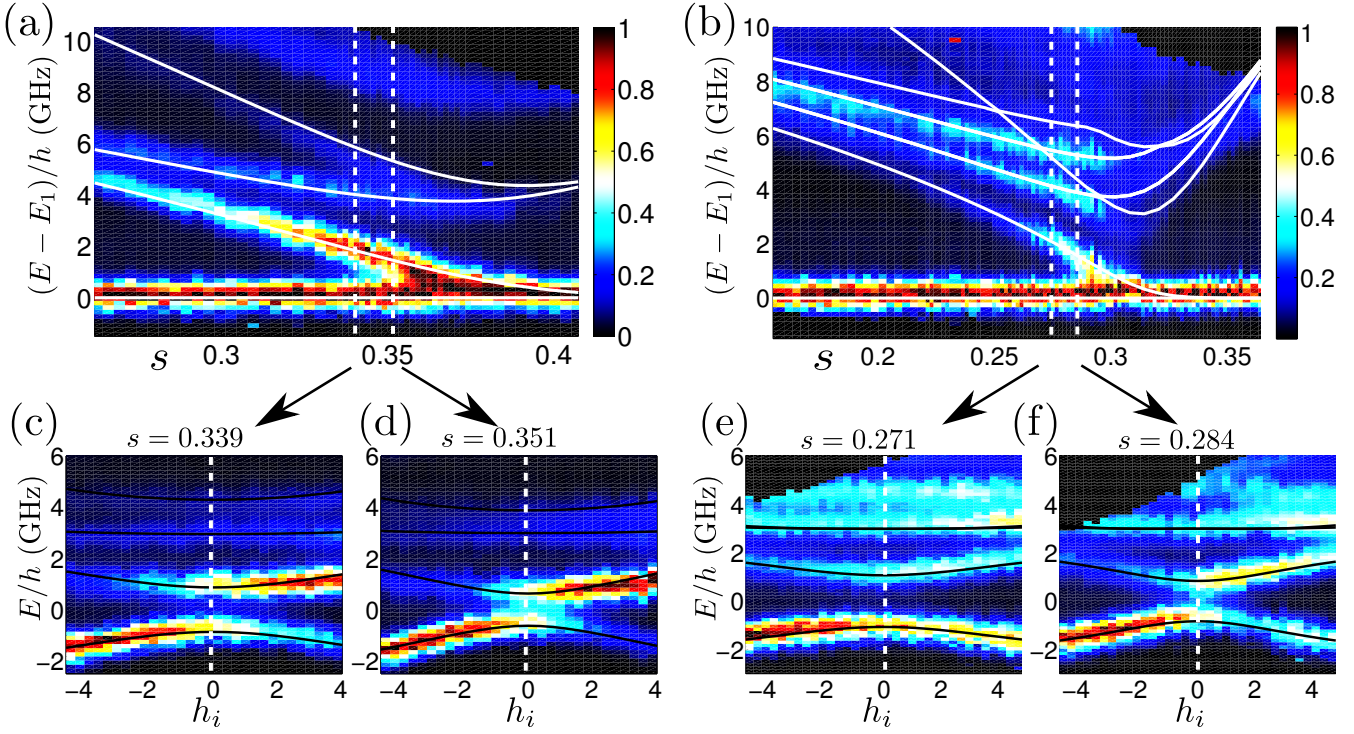 (a)
10
8
6
4
2
0
(E − E₁)/h (GHz)
s
0.3
0.35
0.4
1
0.8
0.6
0.4
0.2
0
(b)
10
8
6
4
2
0
(E − E₁)/h (GHz)
s
0.2
0.25
0.3
0.35
1
0.8
0.6
0.4
0.2
(c)
s = 0.339
6
4
2
0
−2
E/h (GHz)
−4 −2 0 2 4
hᵢ
(d)
s = 0.351
−4 −2 0 2 4
hᵢ
(e)
s = 0.271
6
4
2
0
−2
E/h (GHz)
−4 −2 0 2 4
hᵢ
(f)
s = 0.284
6
4
2
0
−2
−4 −2 0 2 4
hᵢ